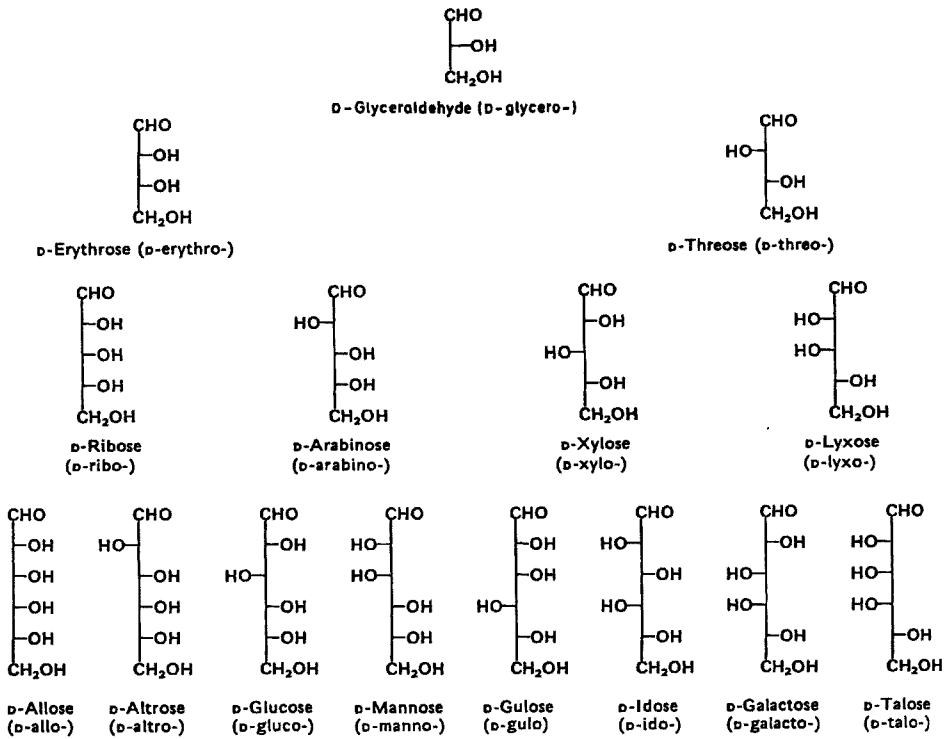 CHO
OH
CH₂OH
D-Glyceraldehyde (D-glycero-)
CHO
OH
OH
CH₂OH
D-Erythrose (D-erythro-)
CHO
HO
OH
CH₂OH
D-Threose (D-threo-)
CHO
OH
OH
OH
CH₂OH
D-Ribose
(D-ribo-)
CHO
HO
OH
OH
CH₂OH
D-Arabinose
(D-arabino-)
CHO
OH
HO
OH
CH₂OH
D-Xylose
(D-xylo-)
CHO
HO
HO
OH
CH₂OH
D-Lyxose
(D-lyxo-)
CHO
OH
OH
OH
OH
CH₂OH
D-Allose
(D-allo-)
CHO
HO
OH
OH
OH
CH₂OH
D-Altrose
(D-altro-)
CHO
OH
HO
OH
OH
CH₂OH
D-Glucose
(D-gluco-)
CHO
HO
HO
OH
OH
CH₂OH
D-Mannose
(D-manno-)
CHO
OH
OH
HO
OH
CH₂OH
D-Gulose
(D-gulo)
CHO
HO
OH
HO
OH
CH₂OH
D-Idose
(D-ido-)
CHO
OH
HO
HO
OH
CH₂OH
D-Galactose
(D-galacto-)
CHO
HO
HO
HO
OH
CH₂OH
D-Talose
(D-talo-)